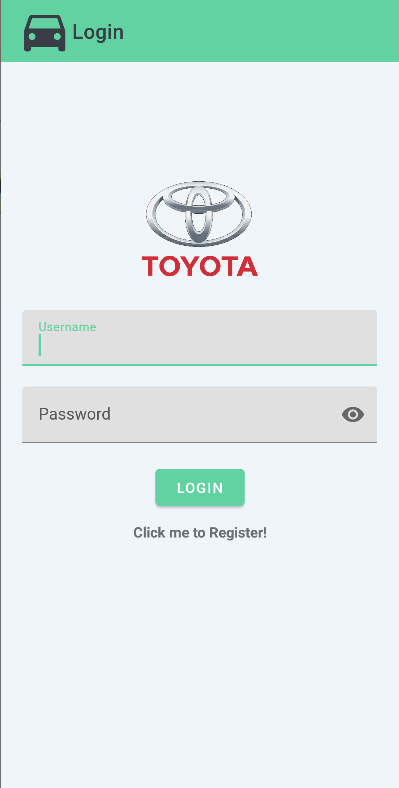 Login
TOYOTA
Username
Password
LOGIN
Click me to Register!